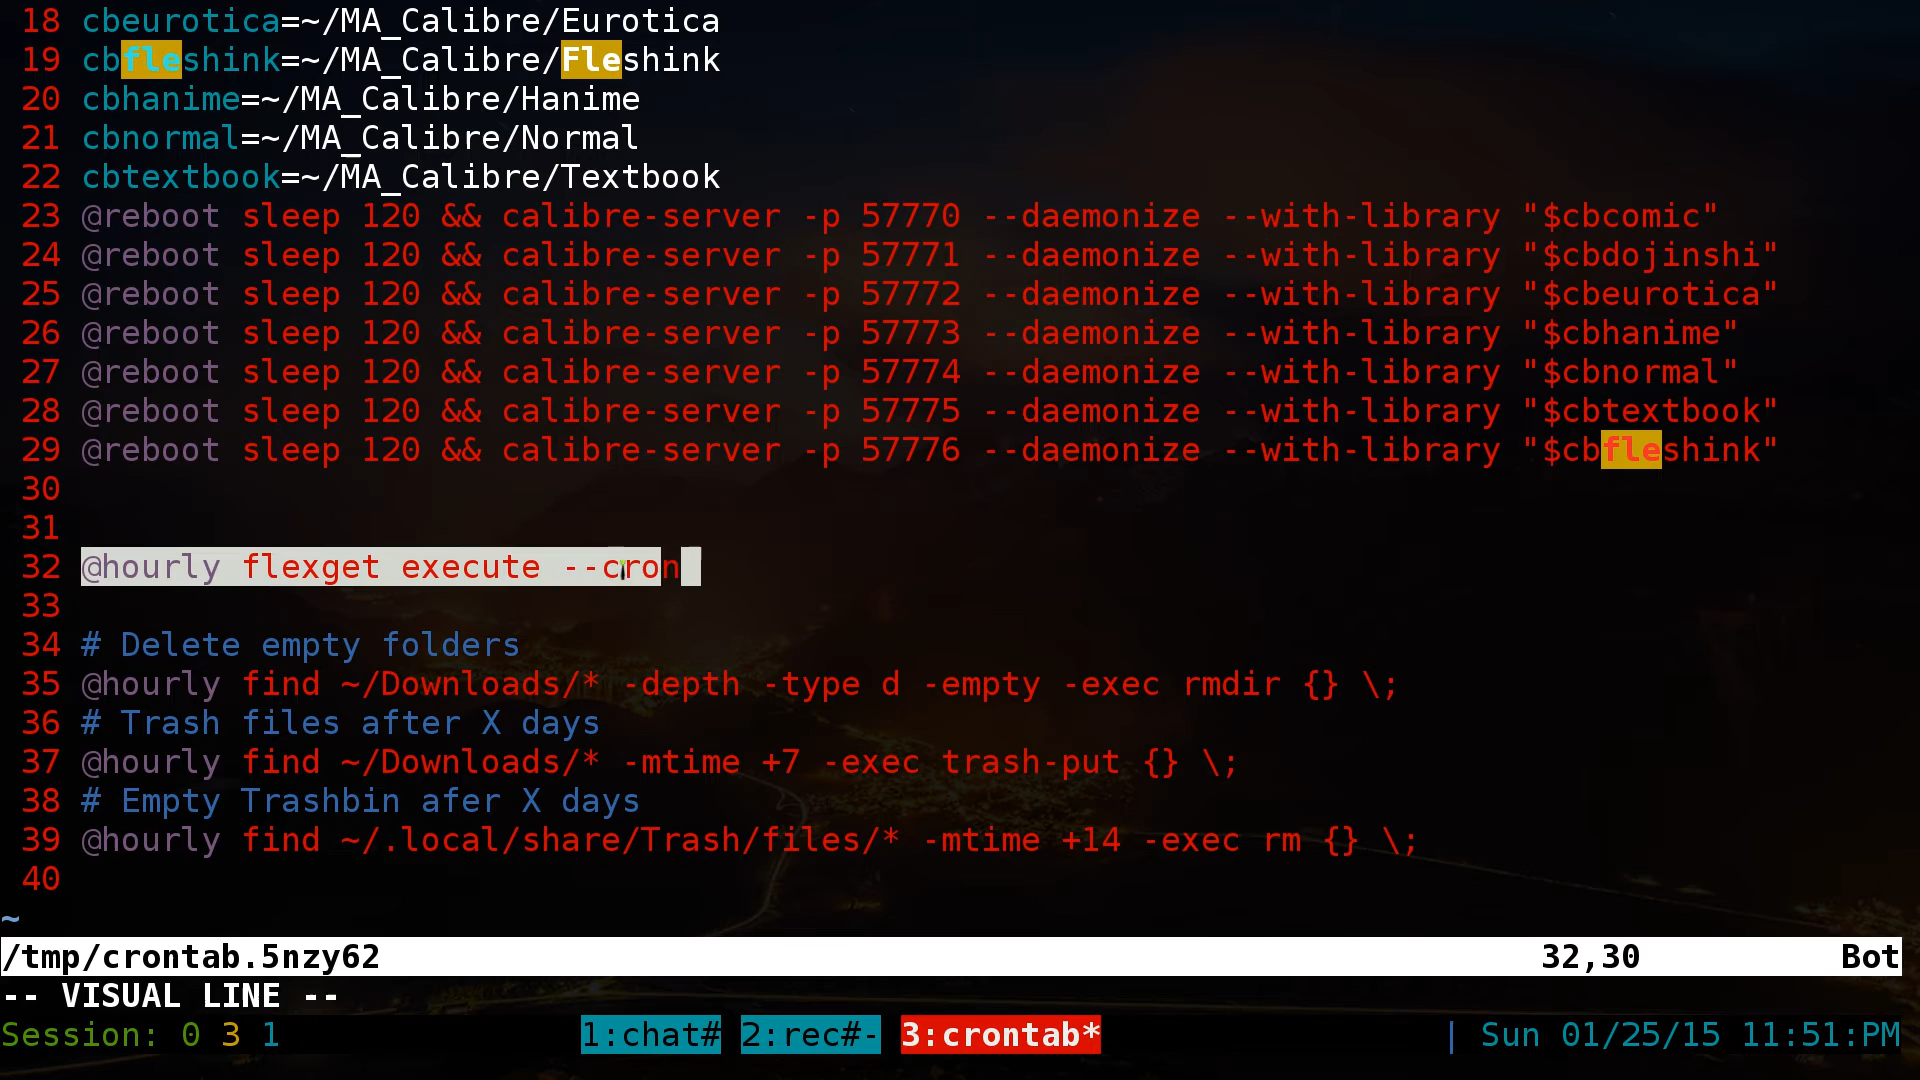 18 cbeurotica=~/MA_Calibre/Eurotica
19 cbfleshink=~/MA_Calibre/Fleshink
20 cbhanime=~/MA_Calibre/Hanime
21 cbnormal=~/MA_Calibre/Normal
22 cbtextbook=~/MA_Calibre/Textbook
23 @reboot sleep 120 && calibre-server -p 57770 --daemonize --with-library "$cbcomic"
24 @reboot sleep 120 && calibre-server -p 57771 --daemonize --with-library "$cbdojinshi"
25 @reboot sleep 120 && calibre-server -p 57772 --daemonize --with-library "$cbeurotica"
26 @reboot sleep 120 && calibre-server -p 57773 --daemonize --with-library "$cbhanime"
27 @reboot sleep 120 && calibre-server -p 57774 --daemonize --with-library "$cbnormal"
28 @reboot sleep 120 && calibre-server -p 57775 --daemonize --with-library "$cbtextbook"
29 @reboot sleep 120 && calibre-server -p 57776 --daemonize --with-library "$cbfleshink"
30
31
32 @hourly flexget execute --cron
33
34 # Delete empty folders
35 @hourly find ~/Downloads/* -depth -type d -empty -exec rmdir {} \;
36 # Trash files after X days
37 @hourly find ~/Downloads/* -mtime +7 -exec trash-put {} \;
38 # Empty Trashbin afer X days
39 @hourly find ~/.local/share/Trash/files/* -mtime +14 -exec rm {} \;
40
~
/tmp/crontab.5nzy62 32,30 Bot
-- VISUAL LINE --
Session: 0 3 1 1:chat# 2:rec#- 3:crontab* | Sun 01/25/15 11:51:PM